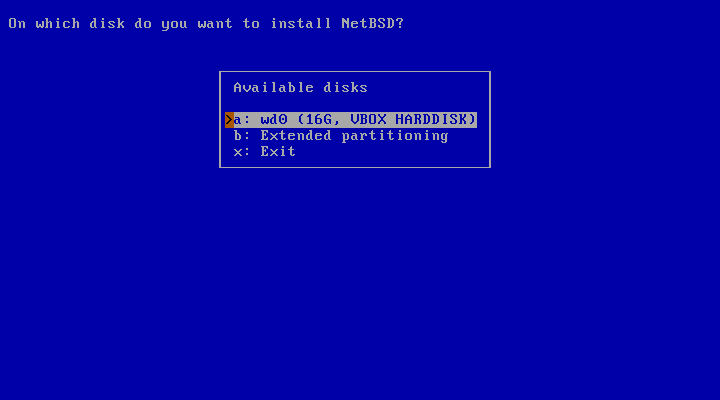 On which disk do you want to install NetBSD?
Available disks
>a: wd0 (16G, VBOX HARDDISK)
b: Extended partitioning
x: Exit